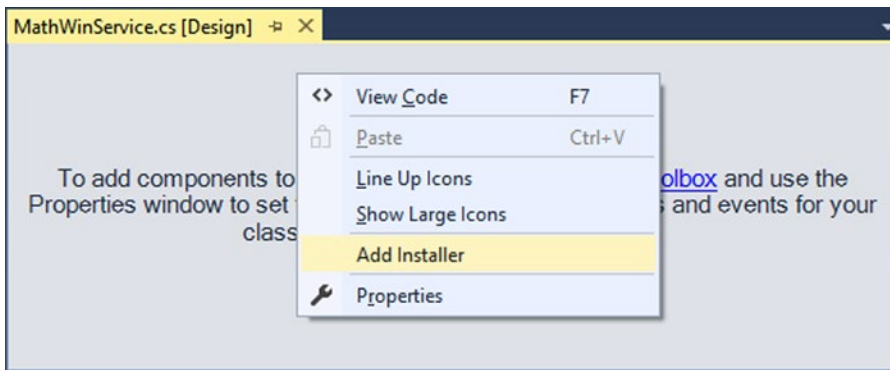 MathWinService.cs [Design]
View Code F7
Paste Ctrl+V
To add components to olbox and use the
Line Up Icons
Properties window to set and events for your
Show Large Icons
class
Add Installer
Properties